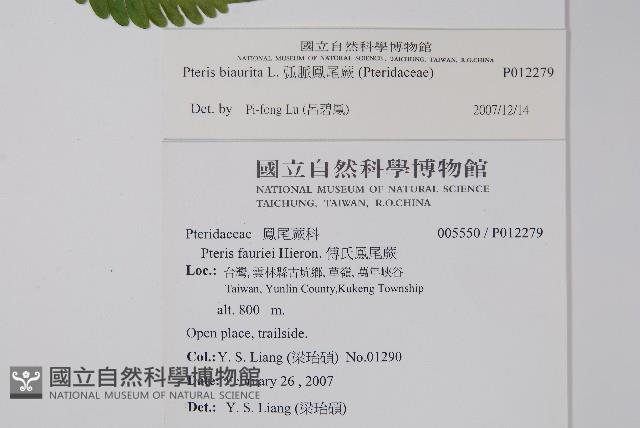 國立自然科學博物館
NATIONAL MUSEUM OF NATURAL SCIENCE, TAICHUNG, TAIWAN, R.O.CHINA
Pteris biaurita L. 弧脈鳳尾蕨 (Pteridaceae) P012279
Det. by Pi-fong Lu (呂碧鳳) 2007/12/14
國立自然科學博物館
NATIONAL MUSEUM OF NATURAL SCIENCE
TAICHUNG, TAIWAN, R.O.CHINA
Pteridaceae 鳳尾蕨科 005550 / P012279
Pteris fauriei Hieron. 傅氏鳳尾蕨
Loc.: 台灣, 雲林縣古坑鄉, 草嶺, 萬年峽谷
Taiwan, Yunlin County,Kukeng Township
alt. 800 m.
Open place, trailside.
Col.: Y. S. Liang (梁珆碩) No.01290
Date: 26 , 2007
Det.: Y. S. Liang (梁珆碩)
國立自然科學博物館
NATIONAL MUSEUM OF NATURAL SCIENCE